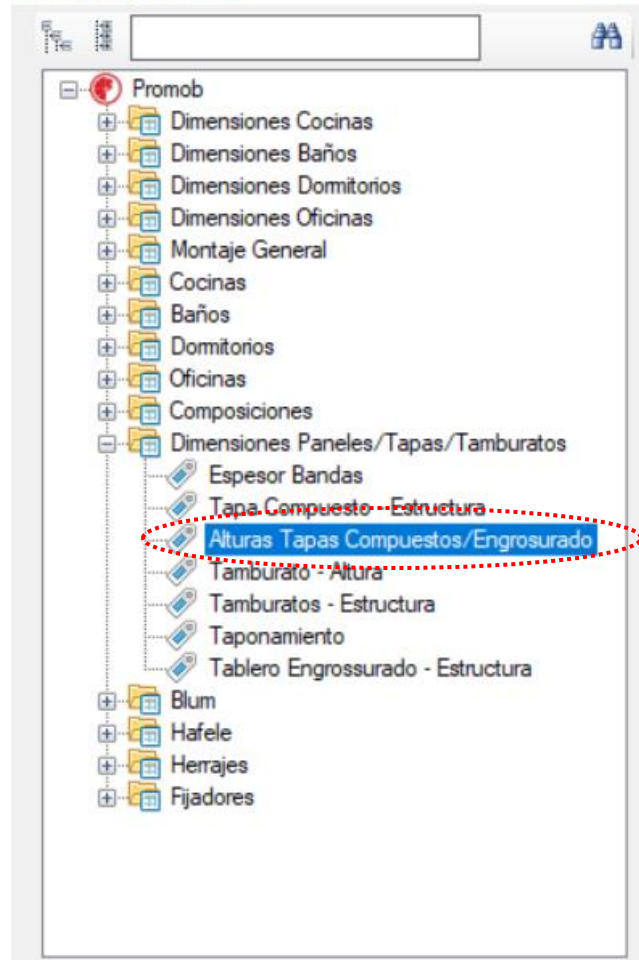 Promob
Dimensiones Cocinas
Dimensiones Baños
Dimensiones Dormitorios
Dimensiones Oficinas
Montaje General
Cocinas
Baños
Dormitorios
Oficinas
Composiciones
Dimensiones Paneles/Tapas/Tamburatos
Espesor Bandas
Tapa Compuesto - Estructura
Alturas Tapas Compuestos/Engrosurado
Tamburato - Altura
Tamburatos - Estructura
Taponamiento
Tablero Engrossurado - Estructura
Blum
Hafele
Herrajes
Fijadores